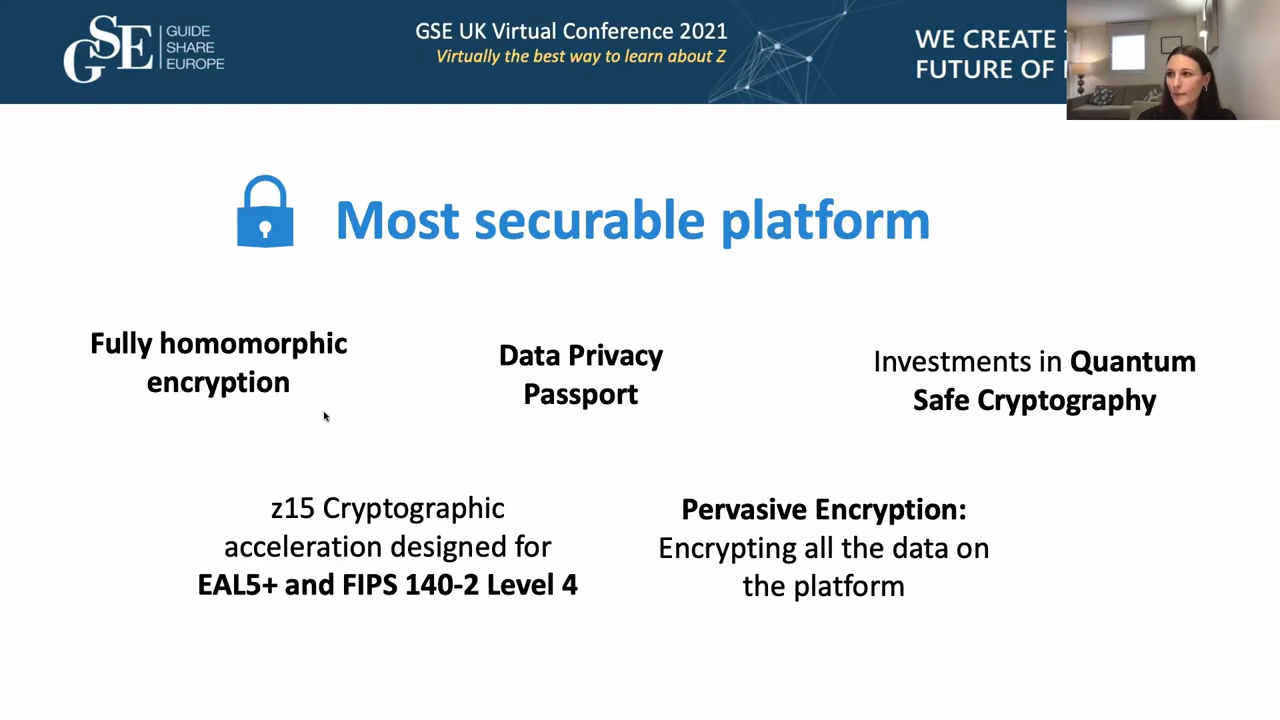 GSE
GUIDE
SHARE
EUROPE
GSE UK Virtual Conference 2021
Virtually the best way to learn about Z
WE CREATE
FUTURE OF
Most securable platform
Fully homomorphic
encryption
Data Privacy
Passport
Investments in Quantum
Safe Cryptography
z15 Cryptographic
acceleration designed for
EAL5+ and FIPS 140-2 Level 4
Pervasive Encryption:
Encrypting all the data on
the platform